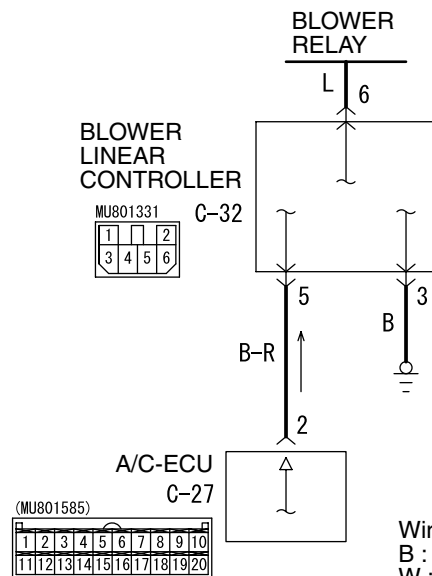 BLOWER
RELAY
L
6
BLOWER
LINEAR
CONTROLLER
MU801331
C-32
1 2
3 4 5 6
5
3
B-R
B
2
A/C-ECU
C-27
(MU801585)
1 2 3 4 5 6 7 8 9 10
11 12 13 14 15 16 17 18 19 20
Wir
B :
W :